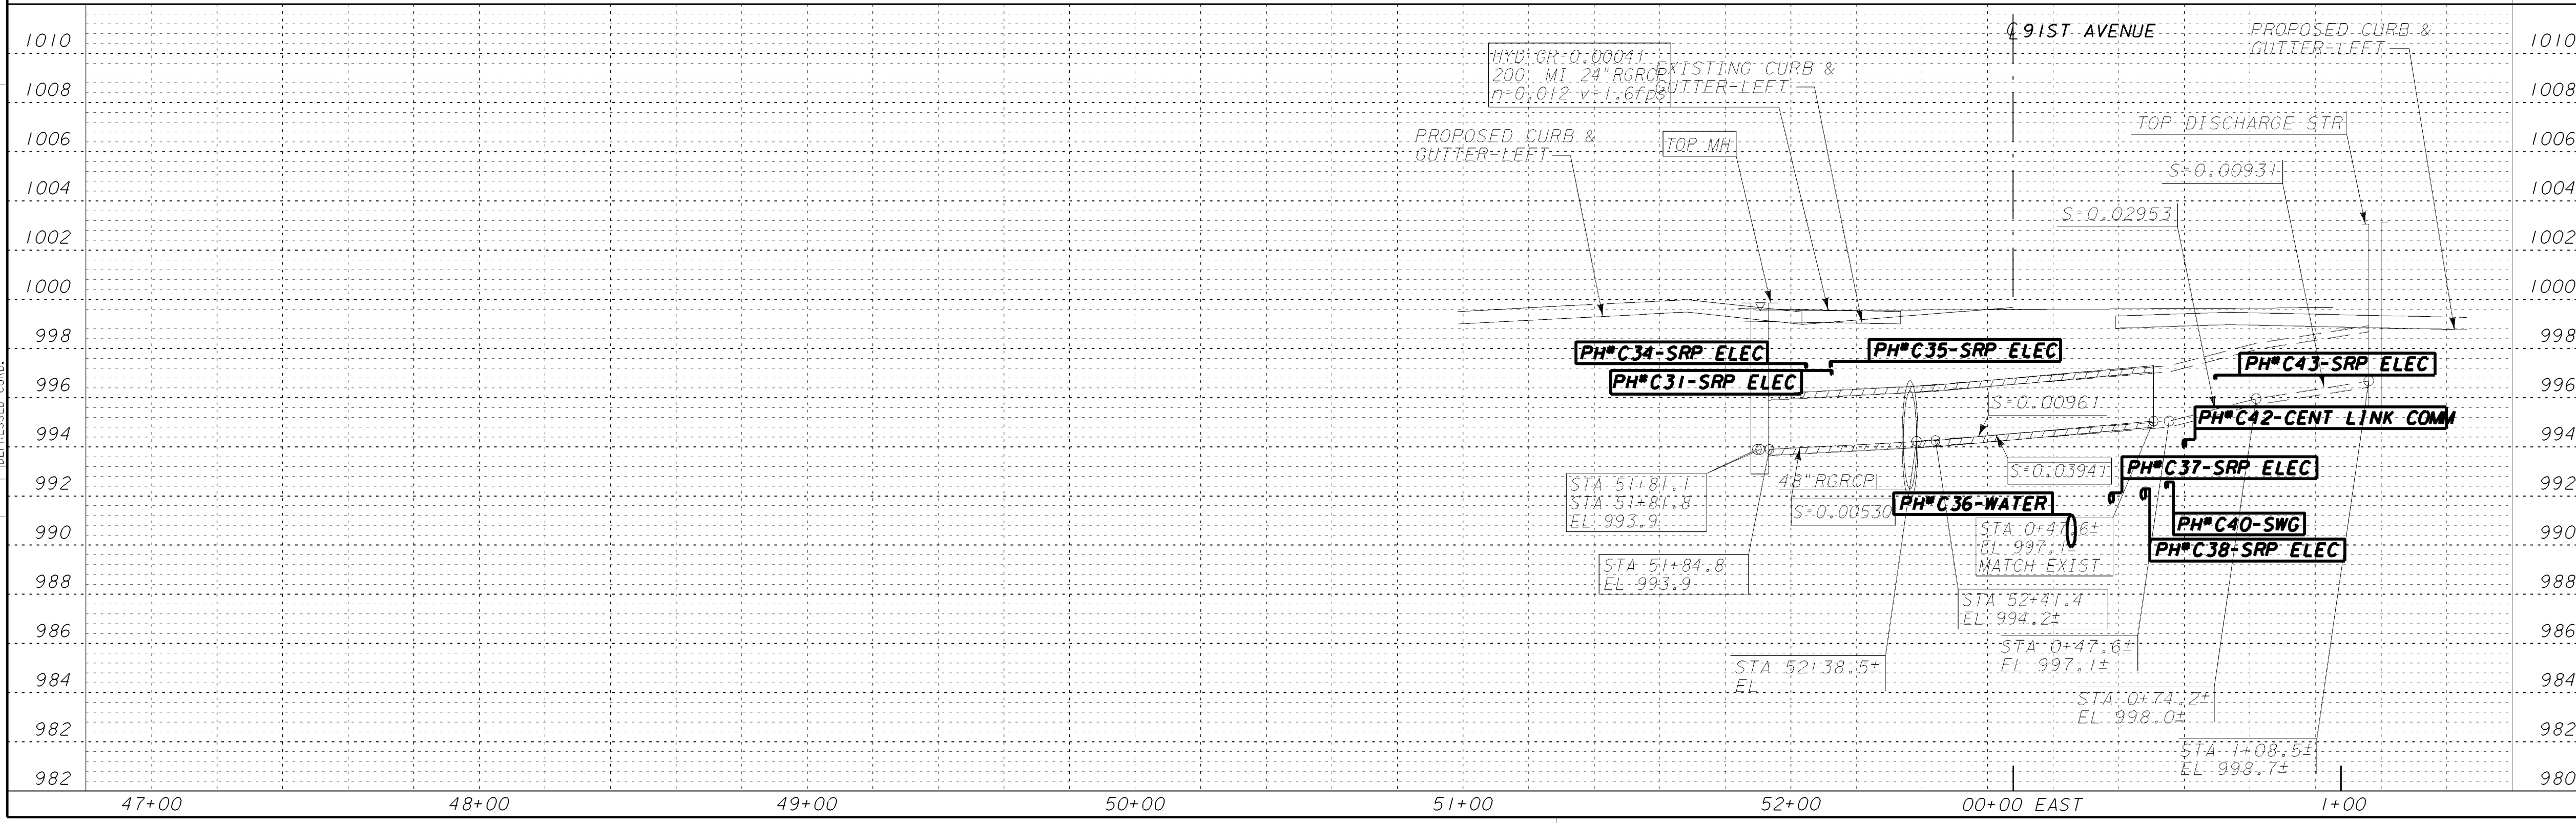 1010
1008
1006
1004
1002
1000
998
996
994
992
990
988
986
984
982
982
℄ 91ST AVENUE
PROPOSED CURB &
GUTTER-LEFT
HYD GR=0.00041
200 MI 24"RGRCP
n=0.012 v=1.6fps
EXISTING CURB &
GUTTER-LEFT
PROPOSED CURB &
GUTTER-LEFT
TOP MH
TOP DISCHARGE STR
S=0.00931
S=0.02953
PH#C34-SRP ELEC
PH#C35-SRP ELEC
PH#C31-SRP ELEC
PH#C43-SRP ELEC
S=0.00961
PH#C42-CENT LINK COMM
S=0.03941
PH#C37-SRP ELEC
STA 51+81.1
STA 51+81.8
EL 993.9
48"RGRCP
S=0.00530
PH#C36-WATER
STA 0+47.6±
EL 997.1±
MATCH EXIST
PH#C40-SWG
PH#C38-SRP ELEC
STA 51+84.8
EL 993.9
STA 52+41.4
EL 994.2±
STA 0+47.6±
EL 997.1±
STA 52+38.5±
EL
STA 0+74.2±
EL 998.0±
STA 1+08.5±
EL 998.7±
1010
1008
1006
1004
1002
1000
998
996
994
992
990
988
986
984
982
980
47+00
48+00
49+00
50+00
51+00
52+00
00+00 EAST
1+00